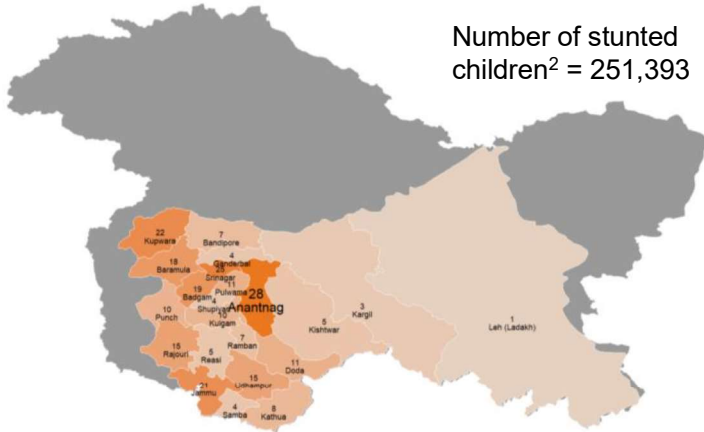 Number of stunted
children² = 251,393
22
Kupwara
7
Bandipore
4
Ganderbal
18
Baramula
25
Srinagar
11
Pulwama
19
Badgam
28
Anantnag
4
Shupiyan
10
Kulgam
10
Punch
3
Kargil
1
Leh (Ladakh)
5
Kishtwar
7
Ramban
15
Rajouri
5
Reasi
11
Doda
15
Udhampur
21
Jammu
4
Samba
8
Kathua